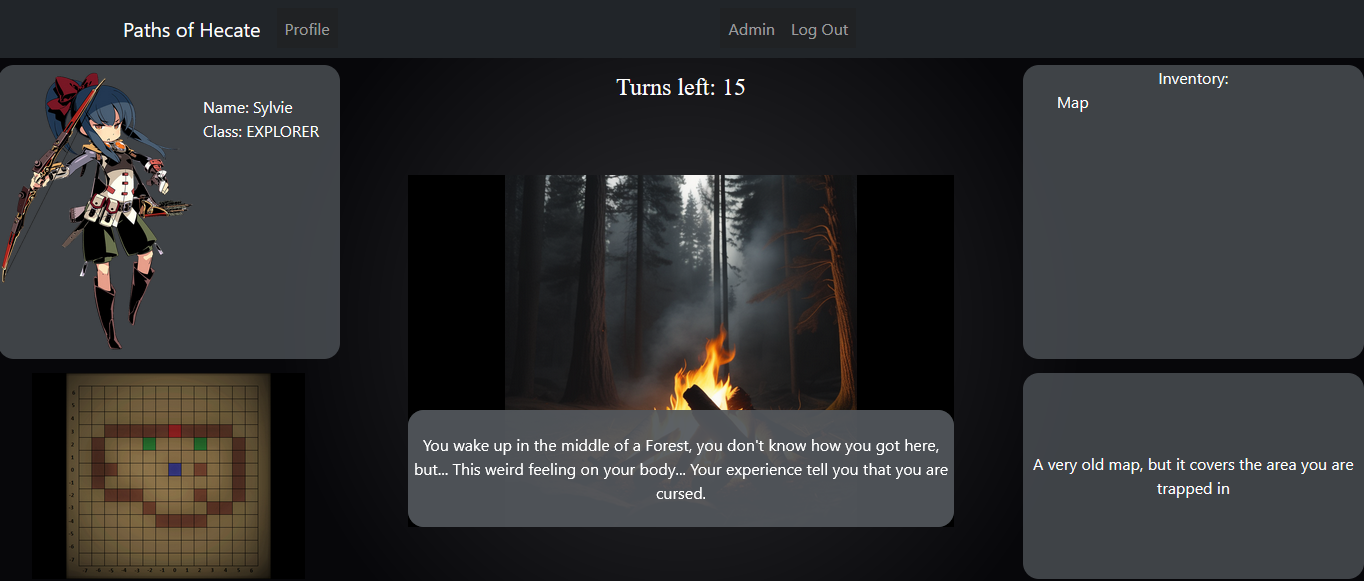 Paths of Hecate
Profile
Admin
Log Out
Name: Sylvie
Class: EXPLORER
Turns left: 15
Inventory:
Map
You wake up in the middle of a Forest, you don't know how you got here,
but... This weird feeling on your body... Your experience tell you that you are
cursed.
A very old map, but it covers the area you are
trapped in